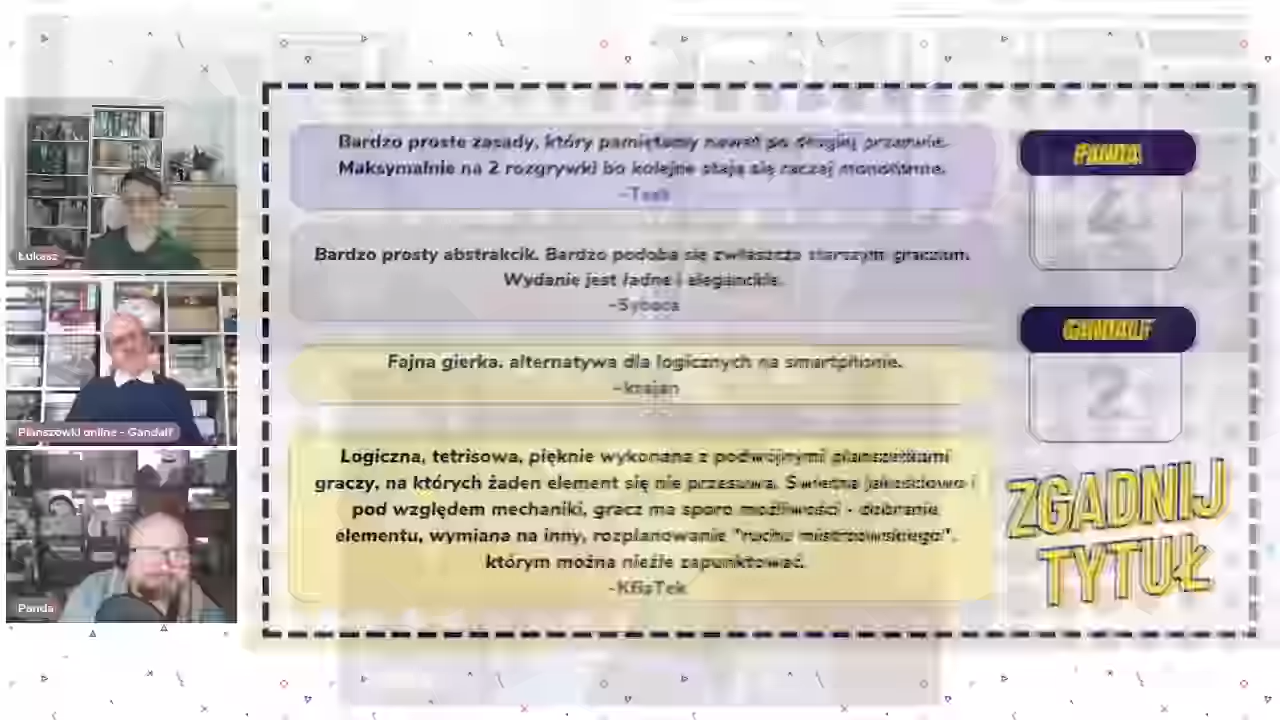 Łukasz
Planszówki online - Gandalf
Panda
Bardzo proste zasady, który pamiętamy nawet po długiej przerwie.
Maksymalnie na 2 rozgrywki bo kolejne stają się raczej monotonne.
Bardzo prosty abstrakcik. Bardzo podoba się zwłaszcza starszym graczom.
Wydanie jest ładne i eleganckie.
Fajna gierka. alternatywa dla logicznych na smartphonie.
-krajan
Logiczna, tetrisowa, pięknie wykonana z podwójnymi planszetkami
graczy, na których żaden element się nie przesuwa. Świetna jakościowo i
pod względem mechaniki, gracz ma sporo możliwości - dobranie
elementu, wymiana na inny, rozplanowanie "ruchu mistrzowskiego",
którym można nieźle zapunktować.
PANDA
GANDALF
2
ZGADNIJ
TYTUŁ